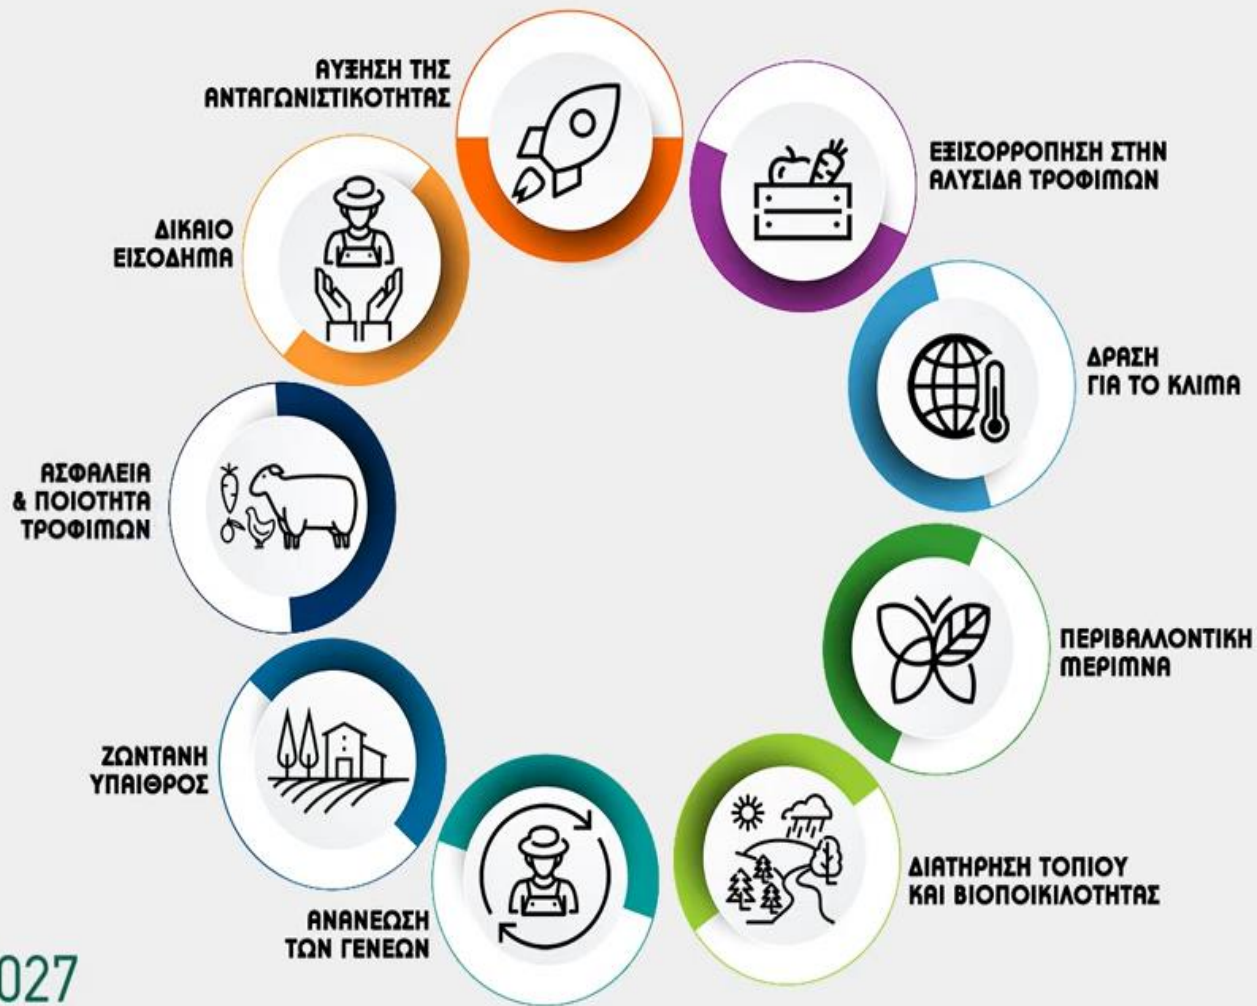 ΑΥΞΗΣΗ ΤΗΣ
ΑΝΤΑΓΩΝΙΣΤΙΚΟΤΗΤΑΣ
ΕΞΙΣΟΡΡΟΠΗΣΗ ΣΤΗΝ
ΑΛΥΣΙΔΑ ΤΡΟΦΙΜΩΝ
ΔΙΚΑΙΟ
ΕΙΣΟΔΗΜΑ
ΔΡΑΣΗ
ΓΙΑ ΤΟ ΚΛΙΜΑ
ΑΣΦΑΛΕΙΑ
& ΠΟΙΟΤΗΤΑ
ΤΡΟΦΙΜΩΝ
ΠΕΡΙΒΑΛΛΟΝΤΙΚΗ
ΜΕΡΙΜΝΑ
ΖΩΝΤΑΝΗ
ΥΠΑΙΘΡΟΣ
ΔΙΑΤΗΡΗΣΗ ΤΟΠΙΟΥ
ΚΑΙ ΒΙΟΠΟΙΚΙΛΟΤΗΤΑΣ
ΑΝΑΝΕΩΣΗ
ΤΩΝ ΓΕΝΕΩΝ
027